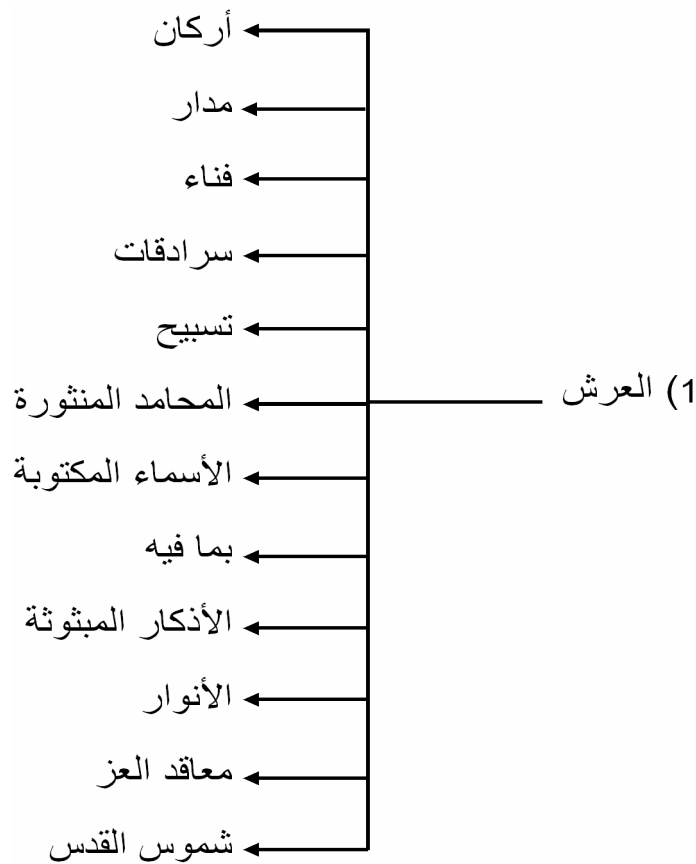 أركان
مدار
فناء
سرادقات
تسبيح
1) العرش
المحامد المنثورة
الأسماء المكتوبة
بما فيه
الأذكار المبثوثة
الأنوار
معاقد العز
شموس القدس